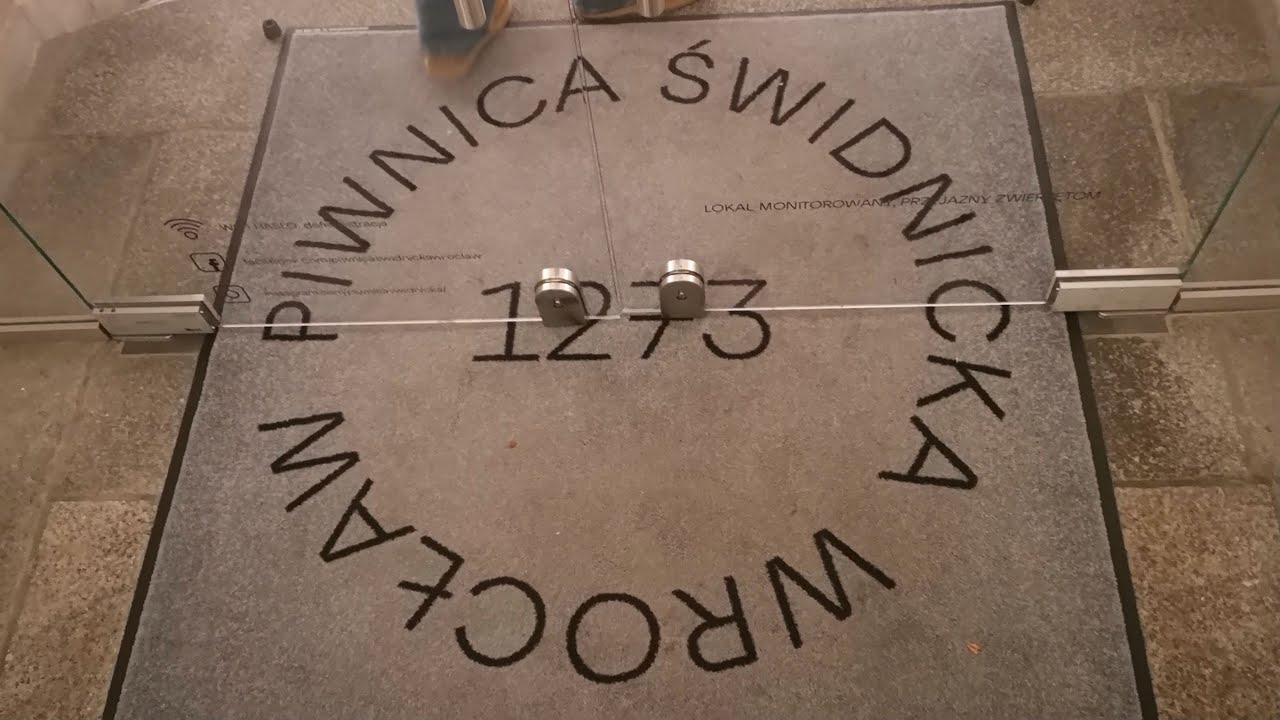 PIWNICA ŚWIDNICKA
1273
WROCŁAW
LOKAL MONITOROWANY, PRZYJAZNY ZWIERZĘTOM